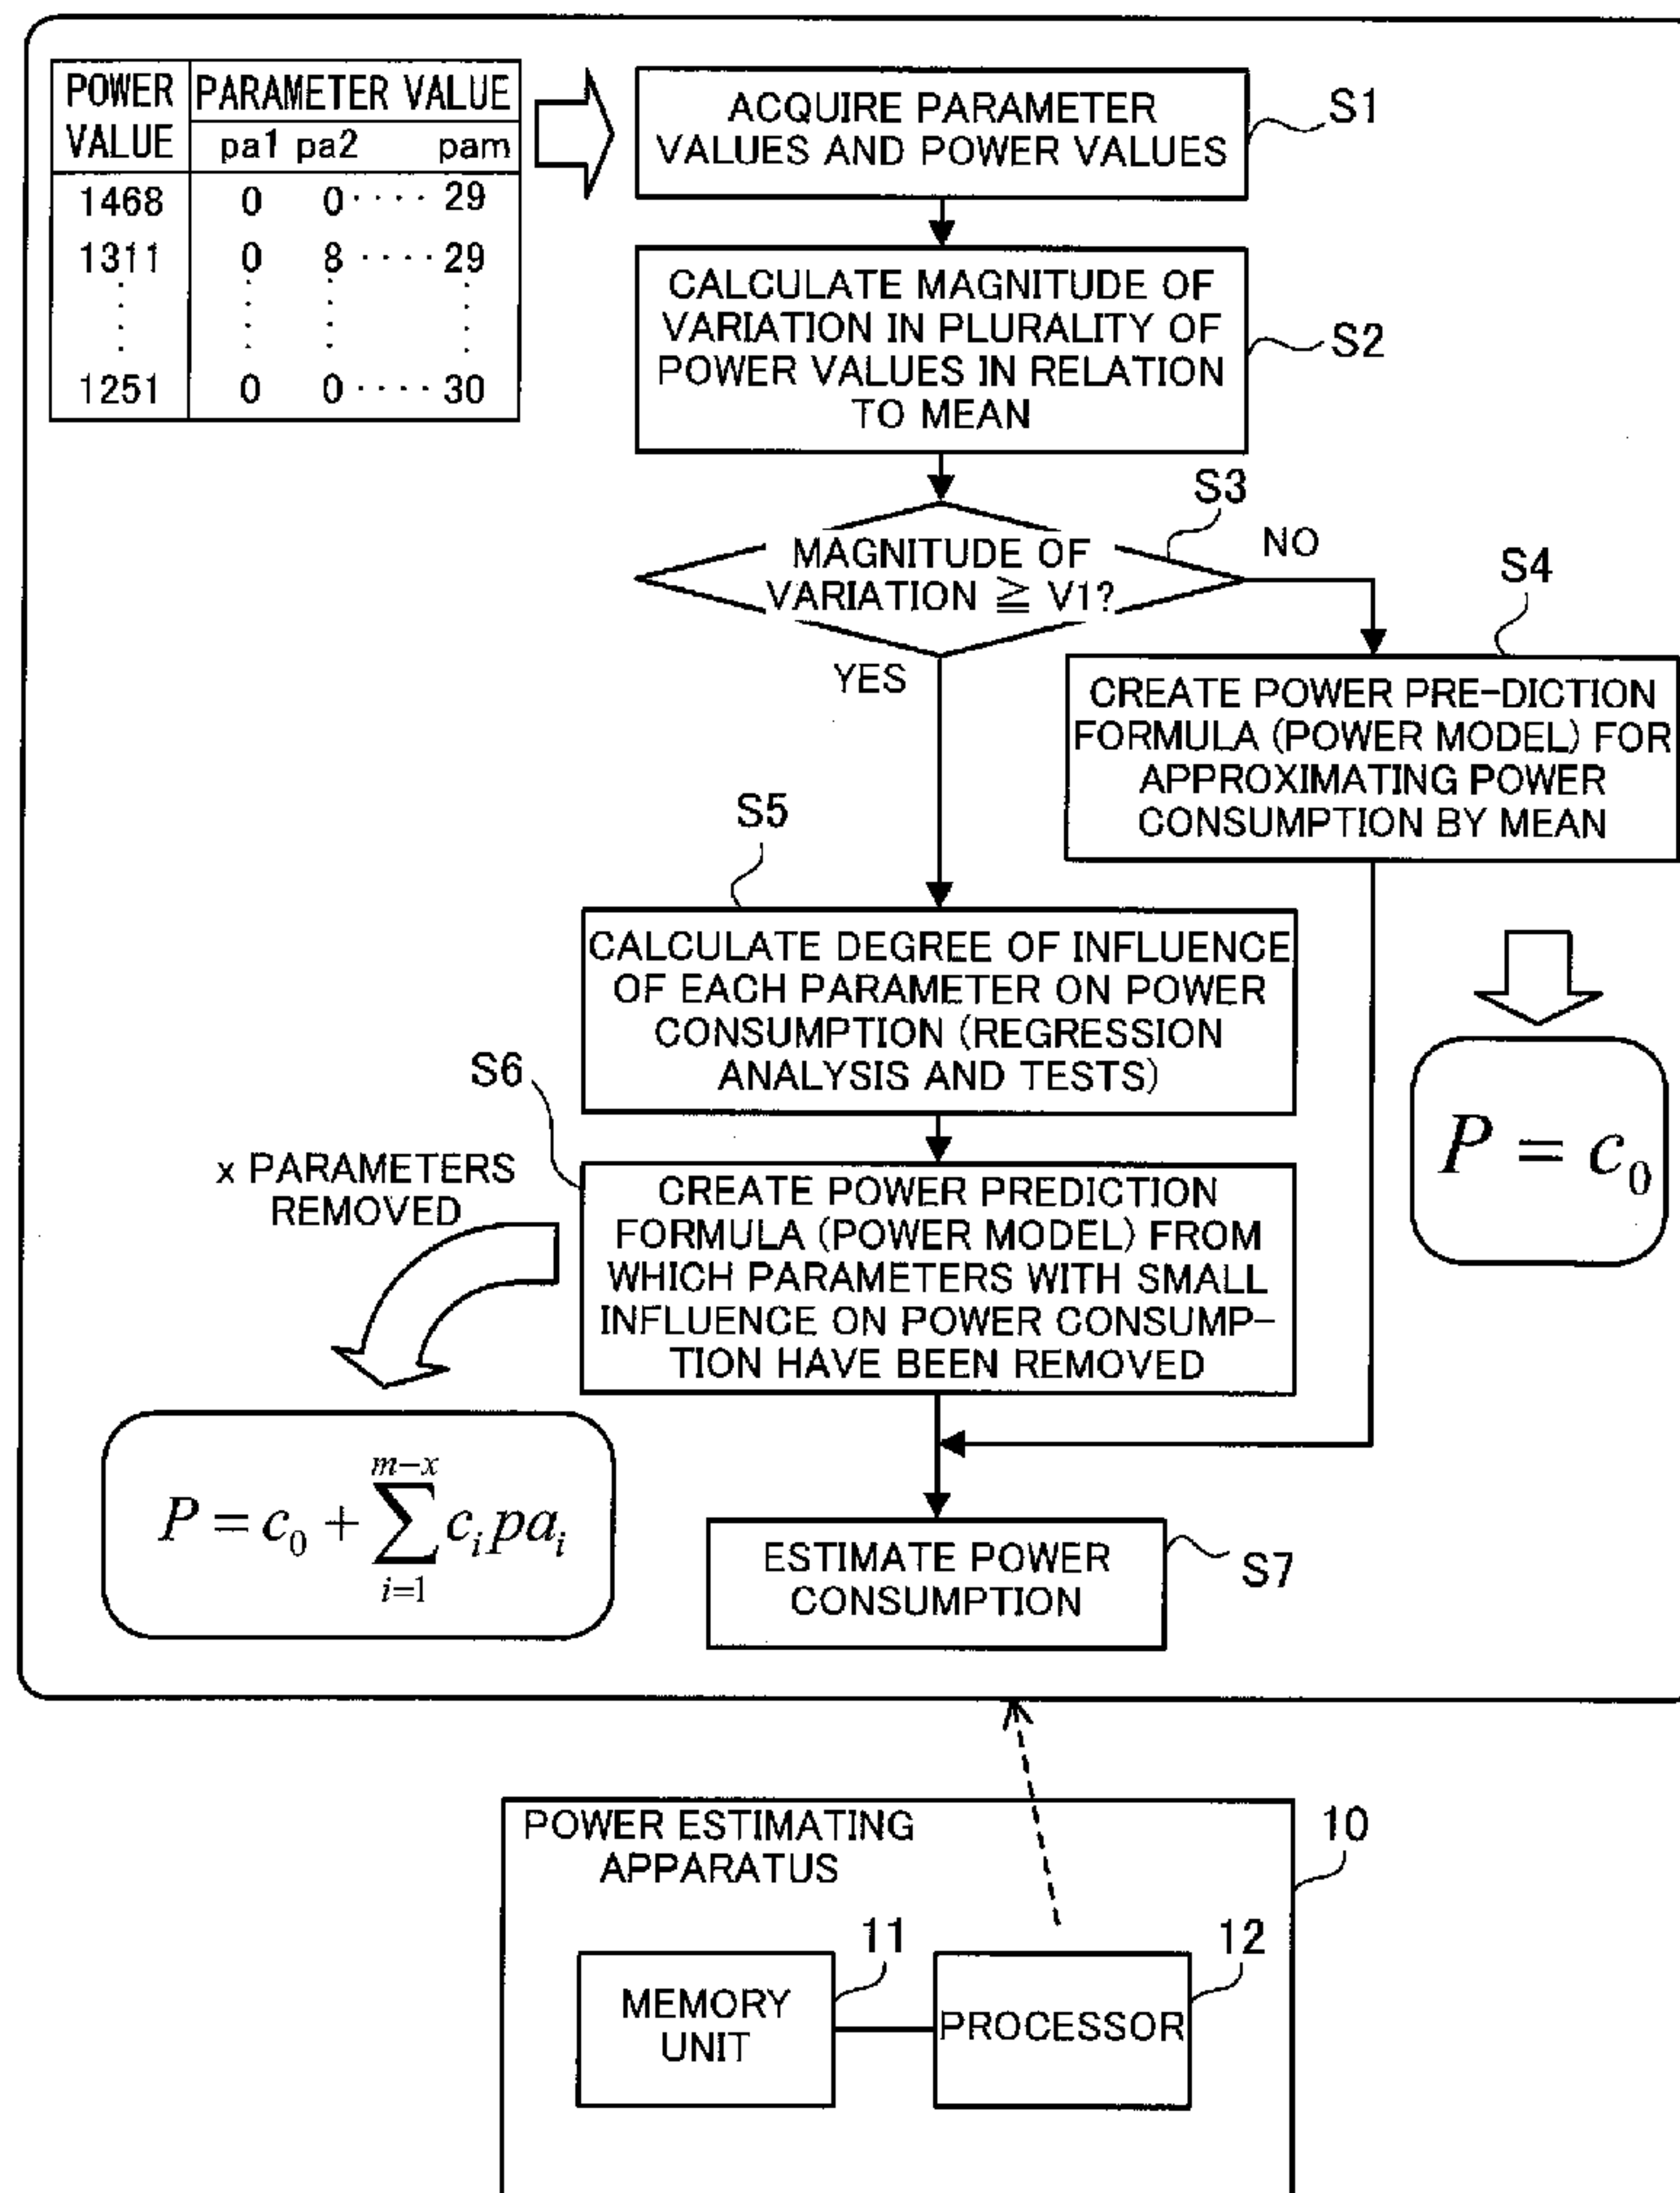 POWER VALUE PARAMETER VALUE
pa1 pa2 pam
1468 0 0 ···· 29
1311 0 8 ···· 29
1251 0 0 ···· 30
ACQUIRE PARAMETER
VALUES AND POWER VALUES
S1
CALCULATE MAGNITUDE OF
VARIATION IN PLURALITY OF
POWER VALUES IN RELATION
TO MEAN
S2
S3
MAGNITUDE OF
VARIATION ≧ V1?
NO
YES
S4
CREATE POWER PRE-DICTION
FORMULA (POWER MODEL) FOR
APPROXIMATING POWER
CONSUMPTION BY MEAN
P = c₀
S5
CALCULATE DEGREE OF INFLUENCE
OF EACH PARAMETER ON POWER
CONSUMPTION (REGRESSION
ANALYSIS AND TESTS)
S6
x PARAMETERS
REMOVED
CREATE POWER PREDICTION
FORMULA (POWER MODEL) FROM
WHICH PARAMETERS WITH SMALL
INFLUENCE ON POWER CONSUMP-
TION HAVE BEEN REMOVED
m−x
P = c₀ + ∑ cᵢ paᵢ
i=1
ESTIMATE POWER
CONSUMPTION
S7
POWER ESTIMATING
APPARATUS
10
11
12
MEMORY
UNIT
PROCESSOR